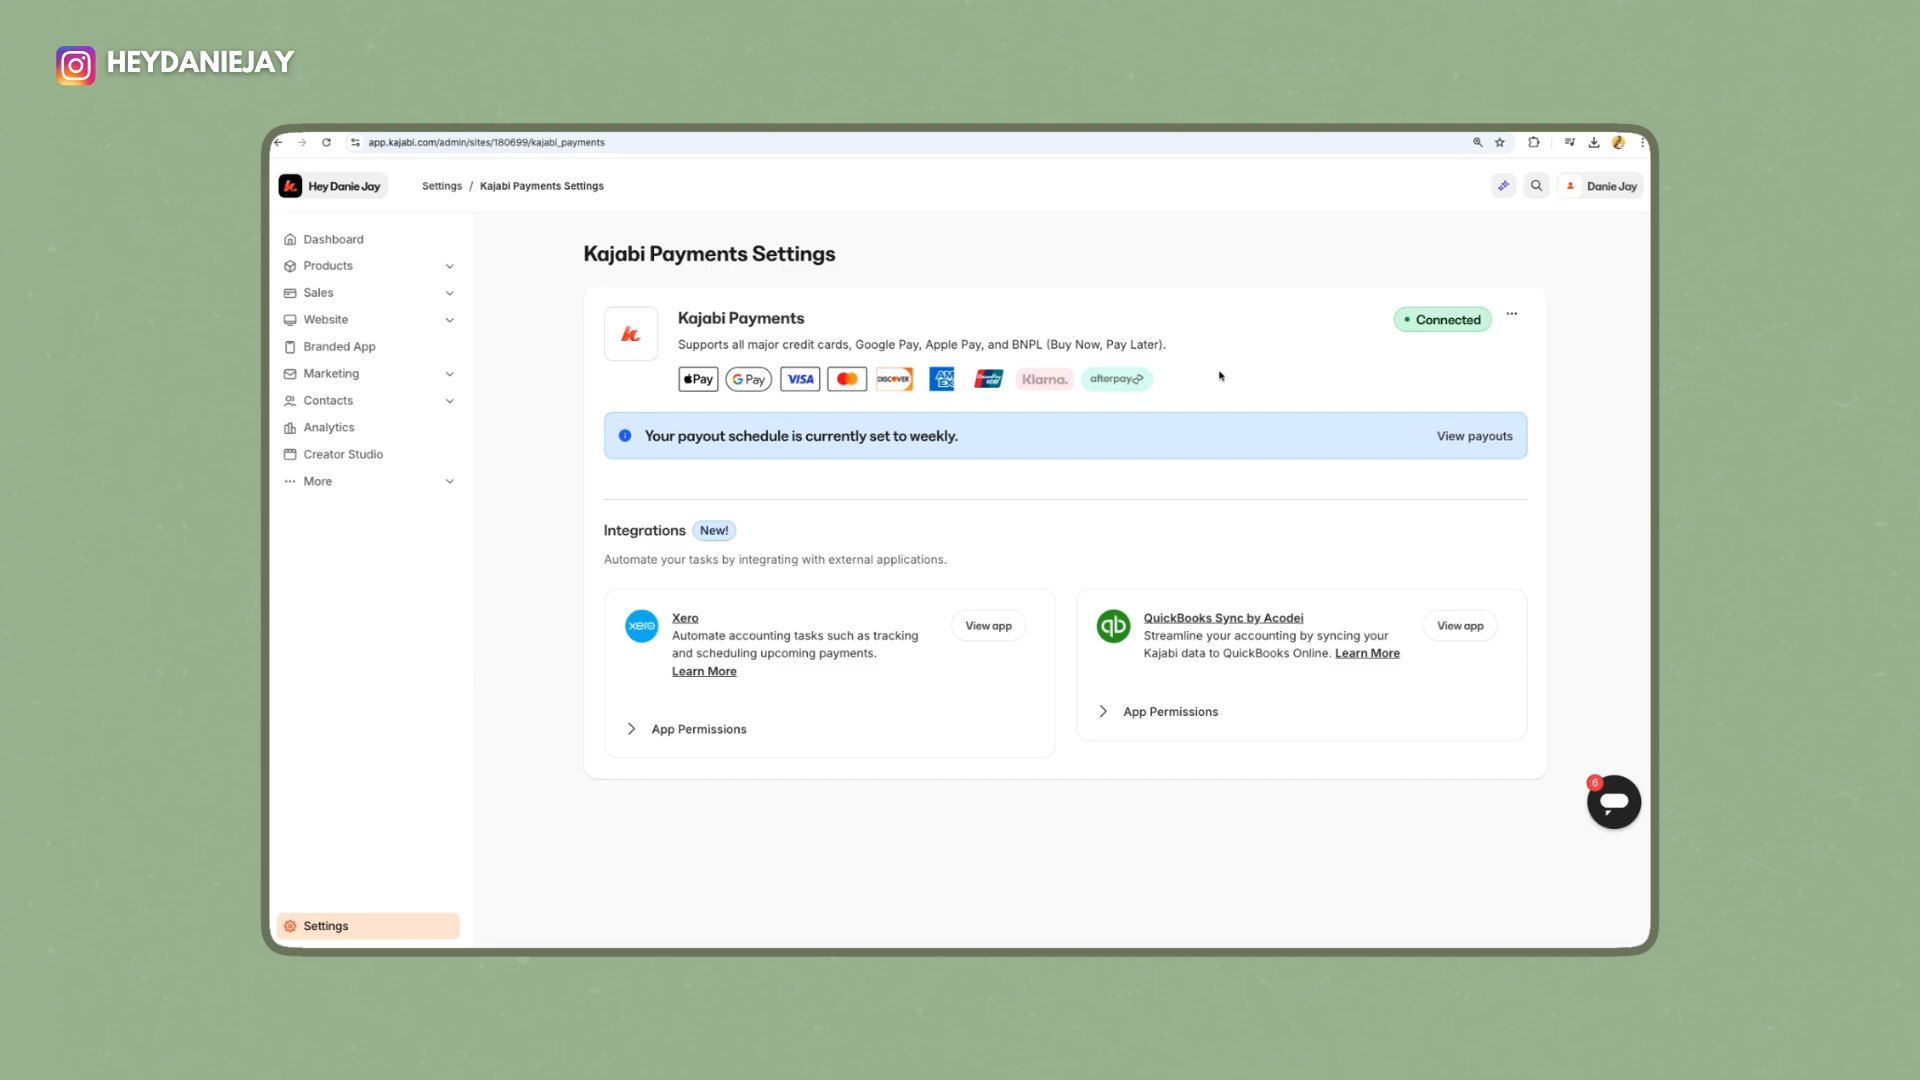 HEYDANIEJAY
app.kajabi.com/admin/sites/180699/kajabi_payments
Hey Danie Jay
Settings / Kajabi Payments Settings
Danie Jay
Dashboard
Products
Sales
Website
Branded App
Marketing
Contacts
Analytics
Creator Studio
More
Settings
Kajabi Payments Settings
Kajabi Payments
Connected
Supports all major credit cards, Google Pay, Apple Pay, and BNPL (Buy Now, Pay Later).
Pay G Pay VISA DISCOVER AM EX UnionPay Klarna. afterpay
Your payout schedule is currently set to weekly.
View payouts
Integrations New!
Automate your tasks by integrating with external applications.
xero
Xero
Automate accounting tasks such as tracking
and scheduling upcoming payments.
Learn More
View app
App Permissions
qb
QuickBooks Sync by Acodei
Streamline your accounting by syncing your
Kajabi data to QuickBooks Online. Learn More
View app
App Permissions
6